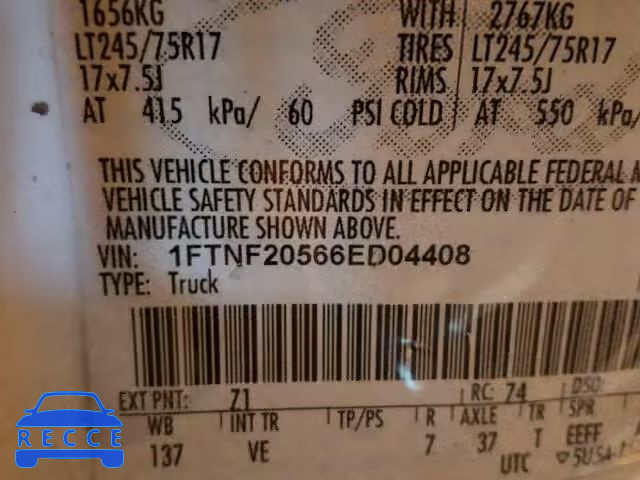 1656KG WITH 2767KG
LT245/75R17 TIRES LT245/75R17
17x7.5J RIMS 17x7.5J
AT 415 kPa/ 60 PSI COLD AT 550 kPa/
THIS VEHICLE CONFORMS TO ALL APPLICABLE FEDERAL M
VEHICLE SAFETY STANDARDS IN EFFECT ON THE DATE OF
MANUFACTURE SHOWN ABOVE.
VIN: 1FTNF20566ED04408
TYPE: Truck
EXT PNT: Z1 RC: 74 DSO:
WB INT TR TP/PS R AXLE TR SPR
137 VE 7 37 T EEFF
UTC
RECCE